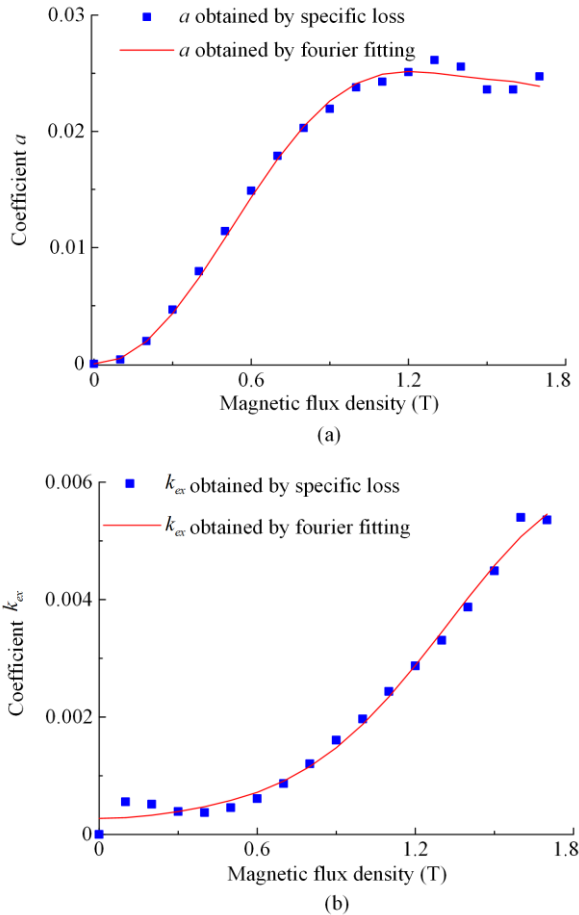 0.03
a obtained by specific loss
a obtained by fourier fitting
0.02
Coefficient a
0.01
0
0 0.6 1.2 1.8
Magnetic flux density (T)
(a)
0.006
kex obtained by specific loss
kex obtained by fourier fitting
0.004
Coefficient kex
0.002
0
0 0.6 1.2 1.8
Magnetic flux density (T)
(b)